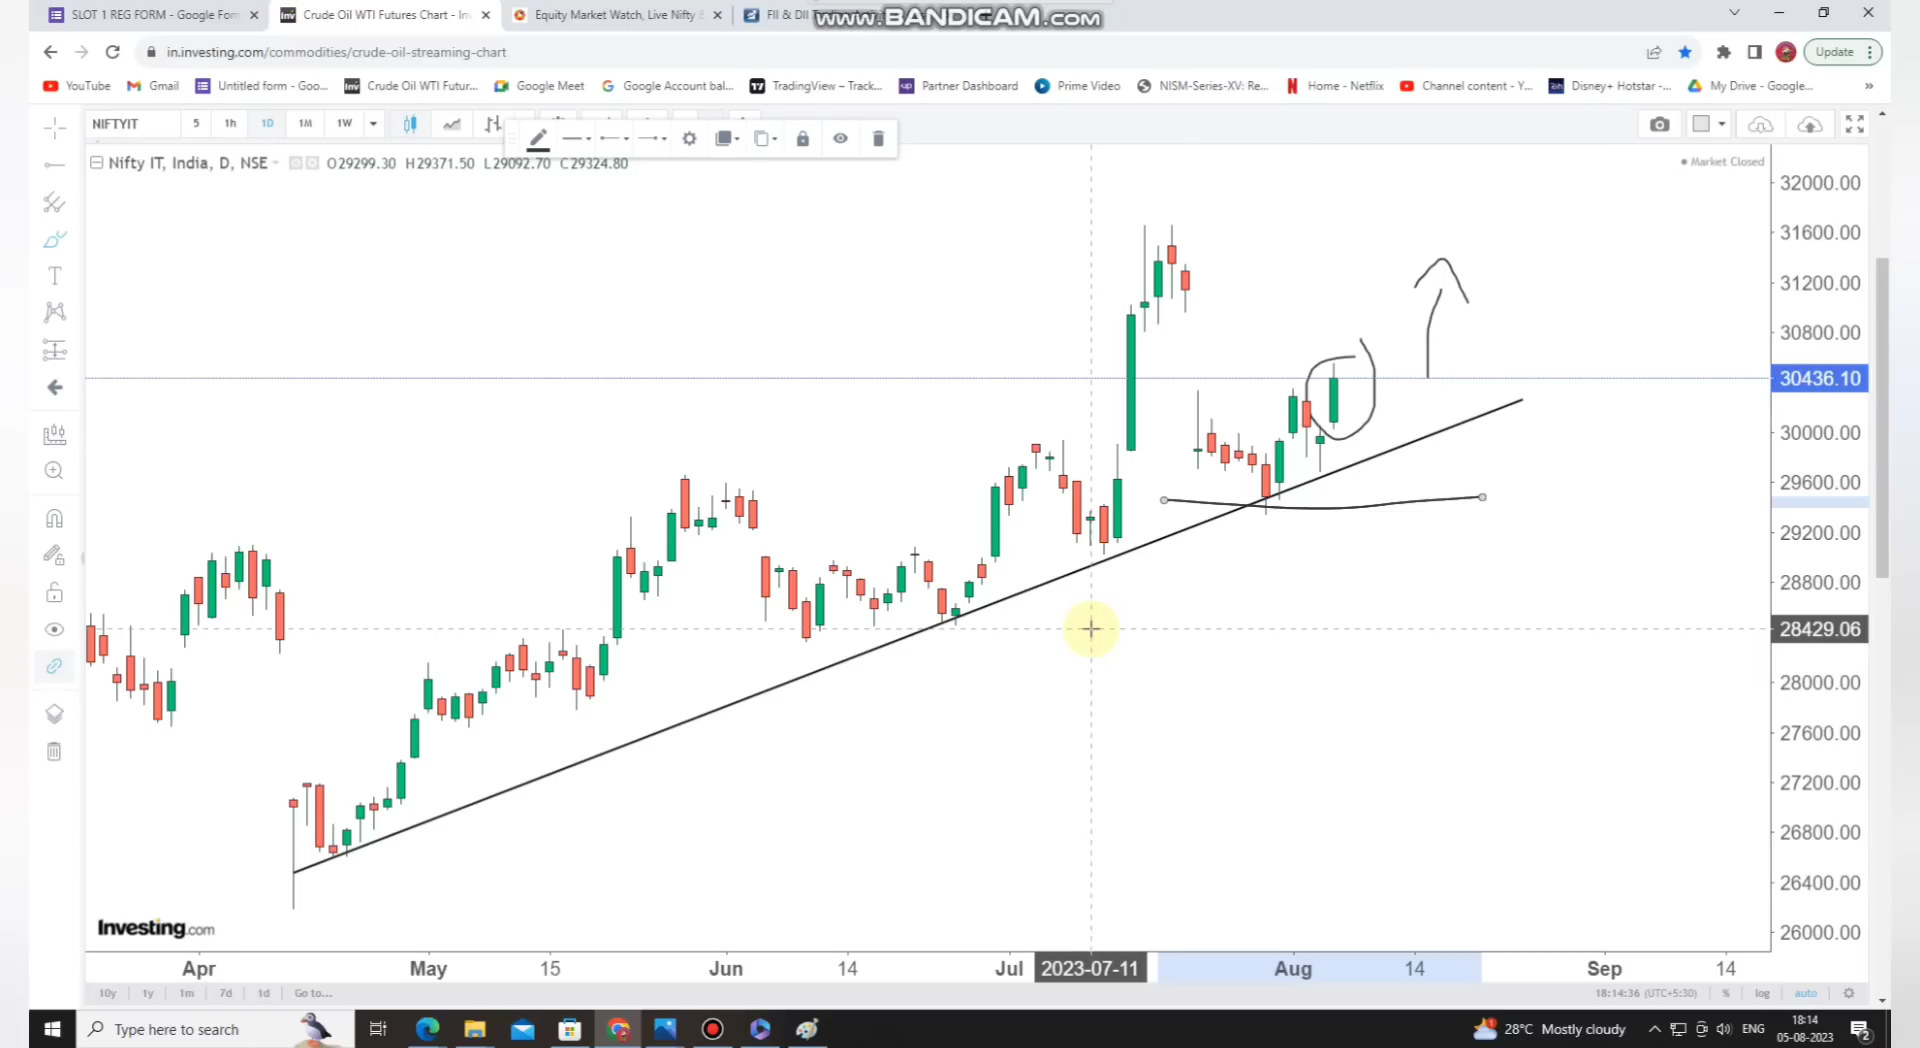 SLOT 1 REG FORM - Google Form
Crude Oil WTI Futures Chart - Inv
Equity Market Watch, Live Nifty
FII & DII
www.BANDICAM.com
in.investing.com/commodities/crude-oil-streaming-chart
Update
YouTube
Gmail
Untitled form - Goo...
Crude Oil WTI Futur...
Google Meet
Google Account bal...
TradingView – Track...
Partner Dashboard
Prime Video
NISM-Series-XV: Re...
Home - Netflix
Channel content - Y...
Disney+ Hotstar -...
My Drive - Google...
»
NIFTYIT
5
1h
1D
1M
1W
Nifty IT, India, D, NSE
O29299.30 H29371.50 L29092.70 C29324.80
Market Closed
32000.00
31600.00
31200.00
30800.00
30436.10
30000.00
29600.00
29200.00
28800.00
28429.06
28000.00
27600.00
27200.00
26800.00
26400.00
26000.00
Investing.com
Apr
May
15
Jun
14
Jul
2023-07-11
Aug
14
Sep
14
10y
1y
1m
7d
1d
Go to...
18:14:36 (UTC+5:30)
%
log
auto
Type here to search
28°C Mostly cloudy
ENG
18:14
05-08-2023
2